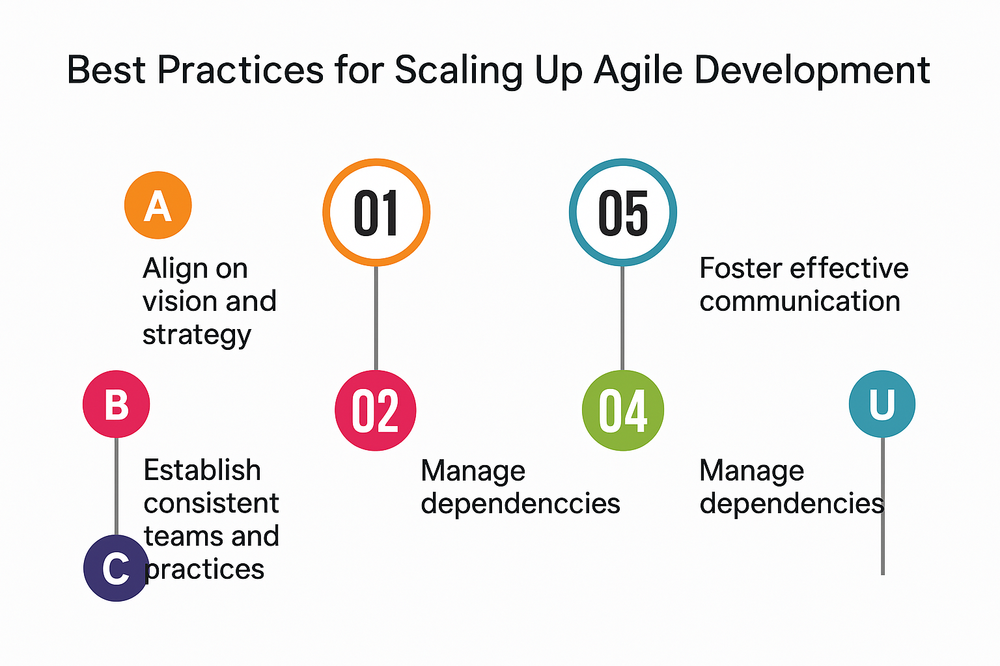 Best Practices for Scaling Up Agile Development
A
01
05
Align on
vision and
strategy
Foster effective
communication
B
02
04
U
Establish
consistent
teams and
practices
Manage
dependenccies
Manage
dependencies
C